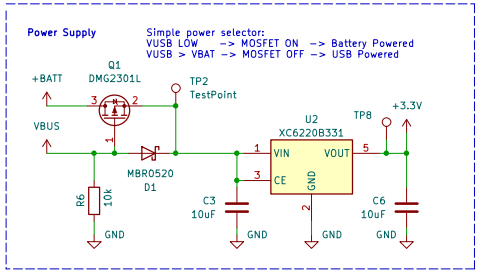 Power Supply
Simple power selector:
VUSB LOW -> MOSFET ON -> Battery Powered
VUSB > VBAT -> MOSFET OFF -> USB Powered
Q1
DMG2301L
+BATT
3
2
1
TP2
TestPoint
VBUS
MBR0520
D1
R6
10k
GND
C3
10uF
GND
U2
XC6220B331
1
VIN
VOUT
5
3
CE
GND
2
GND
TP8
+3.3V
C6
10uF
GND